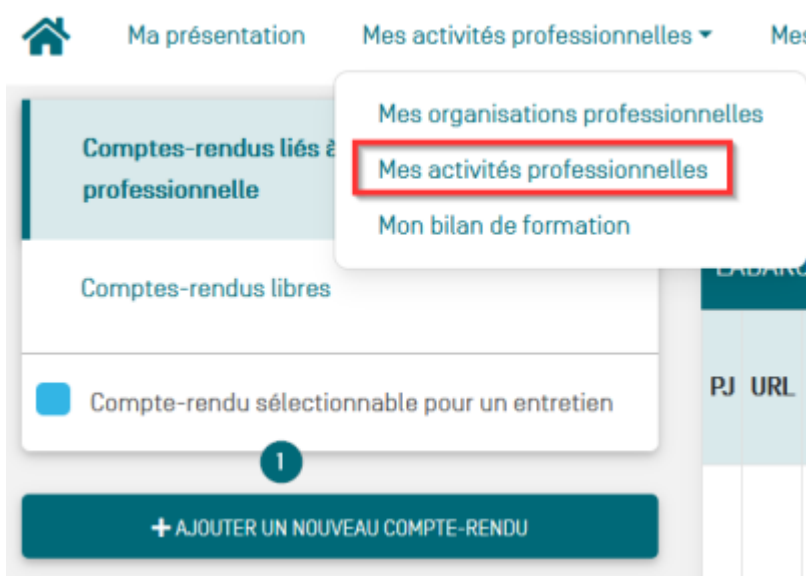 Ma présentation
Mes activités professionnelles
Mes organisations professionnelles
Mes activités professionnelles
Mon bilan de formation
Comptes-rendus liés à
professionnelle
Comptes-rendus libres
Compte-rendu sélectionnable pour un entretien
PJ URL
1
+ AJOUTER UN NOUVEAU COMPTE-RENDU